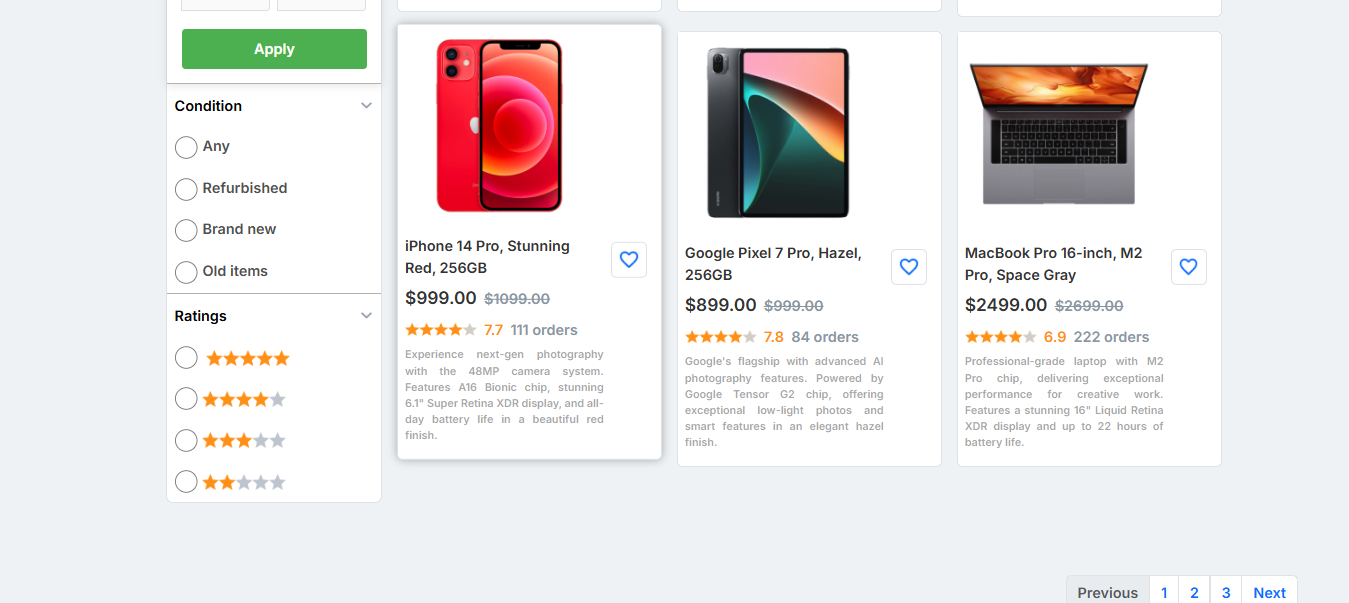 Apply
Condition
Any
Refurbished
Brand new
Old items
Ratings
iPhone 14 Pro, Stunning
Red, 256GB
$999.00 $1099.00
7.7 111 orders
Experience next-gen photography
with the 48MP camera system.
Features A16 Bionic chip, stunning
6.1" Super Retina XDR display, and all-
day battery life in a beautiful red
finish.
Google Pixel 7 Pro, Hazel,
256GB
$899.00 $999.00
7.8 84 orders
Google's flagship with advanced AI
photography features. Powered by
Google Tensor G2 chip, offering
exceptional low-light photos and
smart features in an elegant hazel
finish.
MacBook Pro 16-inch, M2
Pro, Space Gray
$2499.00 $2699.00
6.9 222 orders
Professional-grade laptop with M2
Pro chip, delivering exceptional
performance for creative work.
Features a stunning 16" Liquid Retina
XDR display and up to 22 hours of
battery life.
Previous 1 2 3 Next